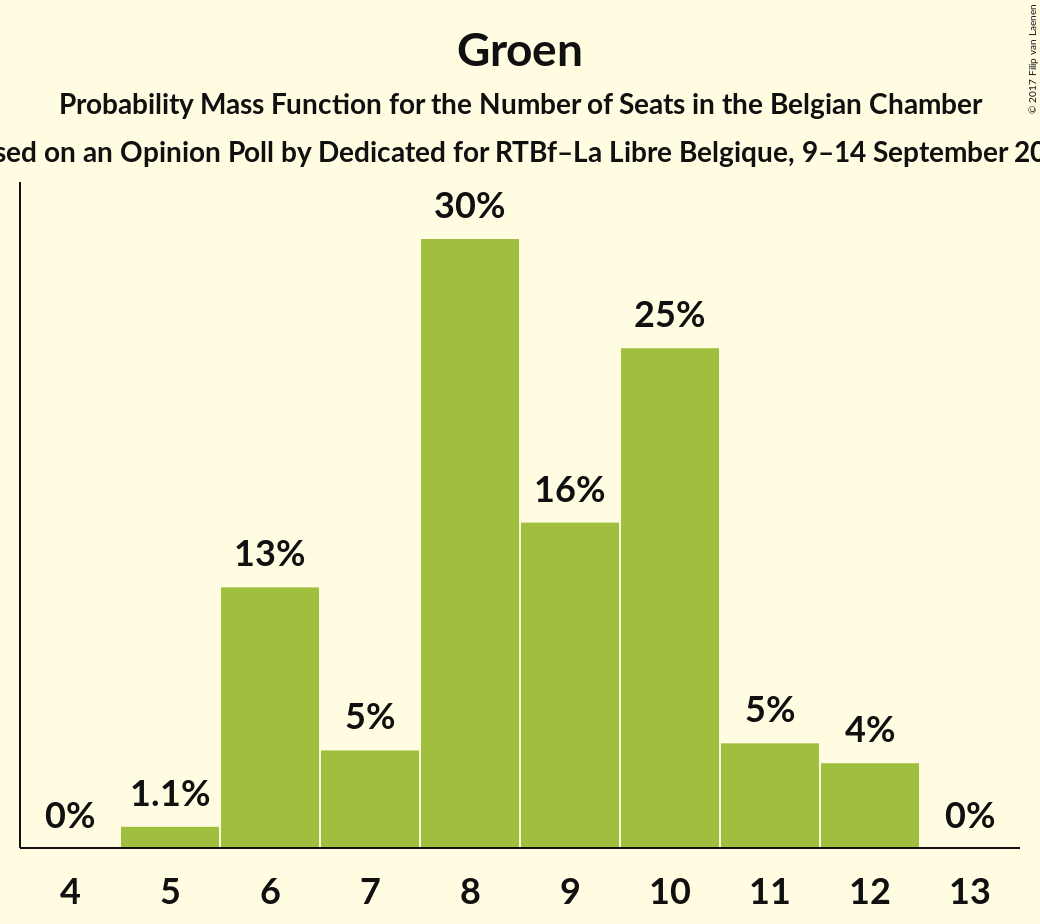 Groen
Probability Mass Function for the Number of Seats in the Belgian Chamber
on an Opinion Poll by Dedicated for RTBf–La Libre Belgique, 9–14 September
© 2017 Filip van Laenen
30%
25%
16%
13%
5%
5%
4%
1.1%
0%
0%
4 5 6 7 8 9 10 11 12 13